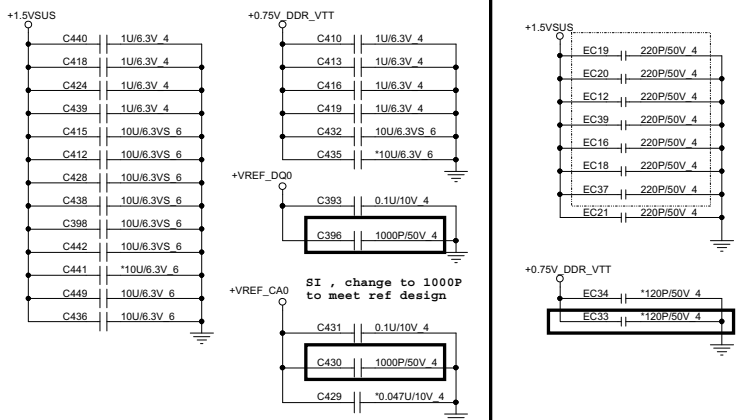 +1.5VSUS
C440 1U/6.3V_4
C418 1U/6.3V_4
C424 1U/6.3V_4
C439 1U/6.3V_4
C415 10U/6.3VS_6
C412 10U/6.3VS_6
C428 10U/6.3VS_6
C438 10U/6.3VS_6
C398 10U/6.3VS_6
C442 10U/6.3VS_6
C441 *10U/6.3V_6
C449 10U/6.3V_6
C436 10U/6.3V_6
+0.75V_DDR_VTT
C410 1U/6.3V_4
C413 1U/6.3V_4
C416 1U/6.3V_4
C419 1U/6.3V_4
C432 10U/6.3VS_6
C435 *10U/6.3V_6
+VREF_DQ0
C393 0.1U/10V_4
C396 1000P/50V_4
SI , change to 1000P
to meet ref design
+VREF_CA0
C431 0.1U/10V_4
C430 1000P/50V_4
C429 *0.047U/10V_4
+1.5VSUS
EC19 220P/50V_4
EC20 220P/50V_4
EC12 220P/50V_4
EC39 220P/50V_4
EC16 220P/50V_4
EC18 220P/50V_4
EC37 220P/50V_4
EC21 220P/50V_4
+0.75V_DDR_VTT
EC34 *120P/50V_4
EC33 *120P/50V_4